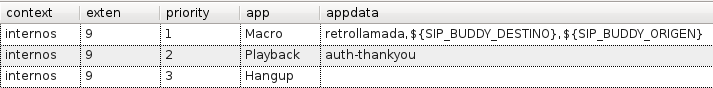 context exten priority app appdata
internos 9 1 Macro retrollamada,${SIP_BUDDY_DESTINO},${SIP_BUDDY_ORIGEN}
internos 9 2 Playback auth-thankyou
internos 9 3 Hangup